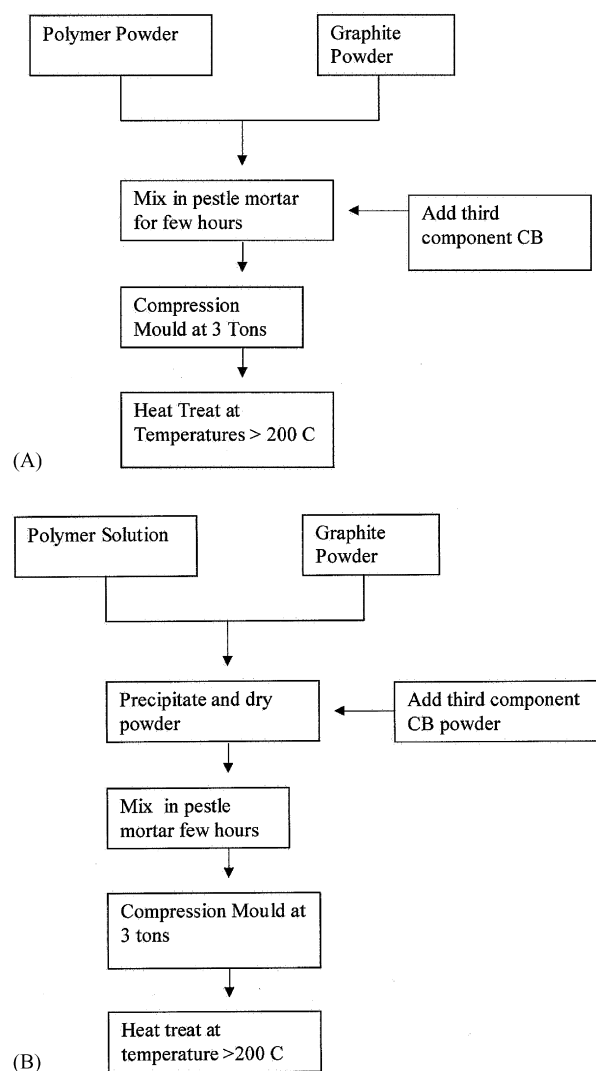 Polymer Powder
Graphite
Powder
Mix in pestle mortar
for few hours
Add third
component CB
Compression
Mould at 3 Tons
Heat Treat at
Temperatures > 200 C
(A)
Polymer Solution
Graphite
Powder
Precipitate and dry
powder
Add third component
CB powder
Mix in pestle
mortar few hours
Compression Mould at
3 tons
Heat treat at
temperature >200 C
(B)